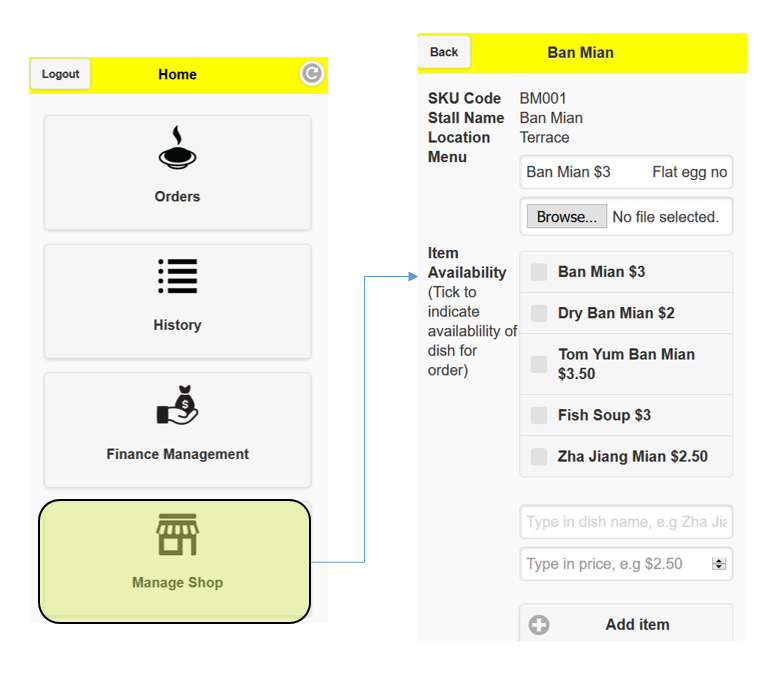 Logout
Home
Orders
History
$
Finance Management
Manage Shop
Back
Ban Mian
SKU Code BM001
Stall Name Ban Mian
Location Terrace
Menu
Ban Mian $3 Flat egg no
Browse... No file selected.
Item
Availability
(Tick to
indicate
availablility of
dish for
order)
Ban Mian $3
Dry Ban Mian $2
Tom Yum Ban Mian
$3.50
Fish Soup $3
Zha Jiang Mian $2.50
Type in dish name, e.g Zha Jia
Type in price, e.g $2.50
Add item